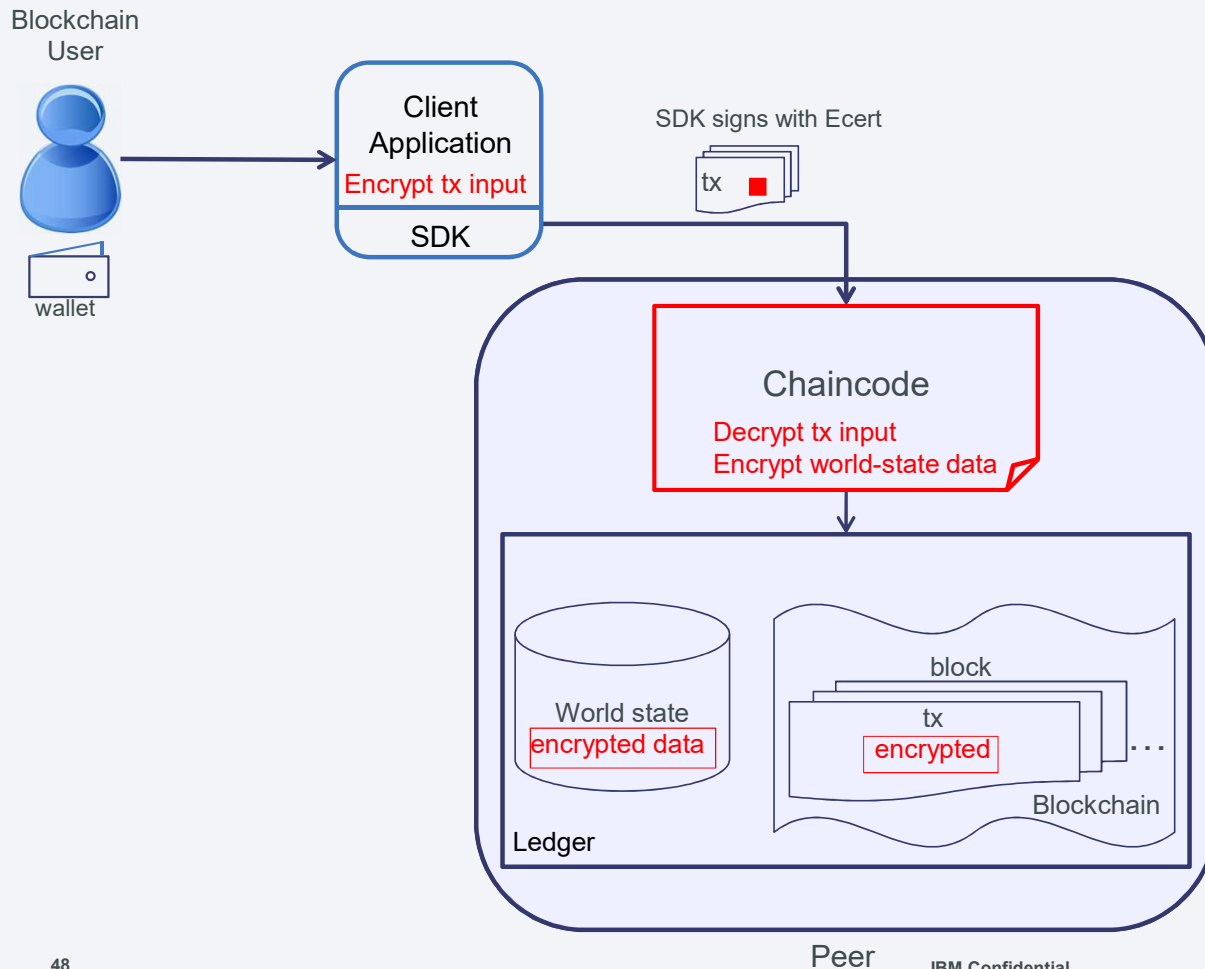 Blockchain
User
wallet
Client
Application
Encrypt tx input
SDK
SDK signs with Ecert
tx
Chaincode
Decrypt tx input
Encrypt world-state data
World state
encrypted data
block
tx
encrypted
...
Blockchain
Ledger
Peer
48
IBM Confidential